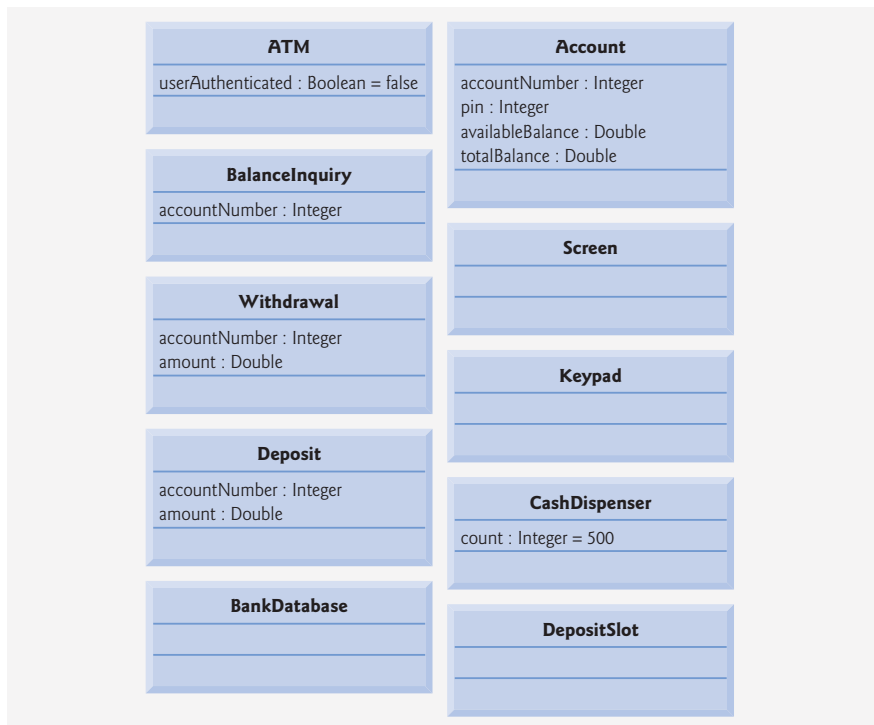 ATM
userAuthenticated : Boolean = false
BalanceInquiry
accountNumber : Integer
Withdrawal
accountNumber : Integer
amount : Double
Deposit
accountNumber : Integer
amount : Double
BankDatabase
Account
accountNumber : Integer
pin : Integer
availableBalance : Double
totalBalance : Double
Screen
Keypad
CashDispenser
count : Integer = 500
DepositSlot